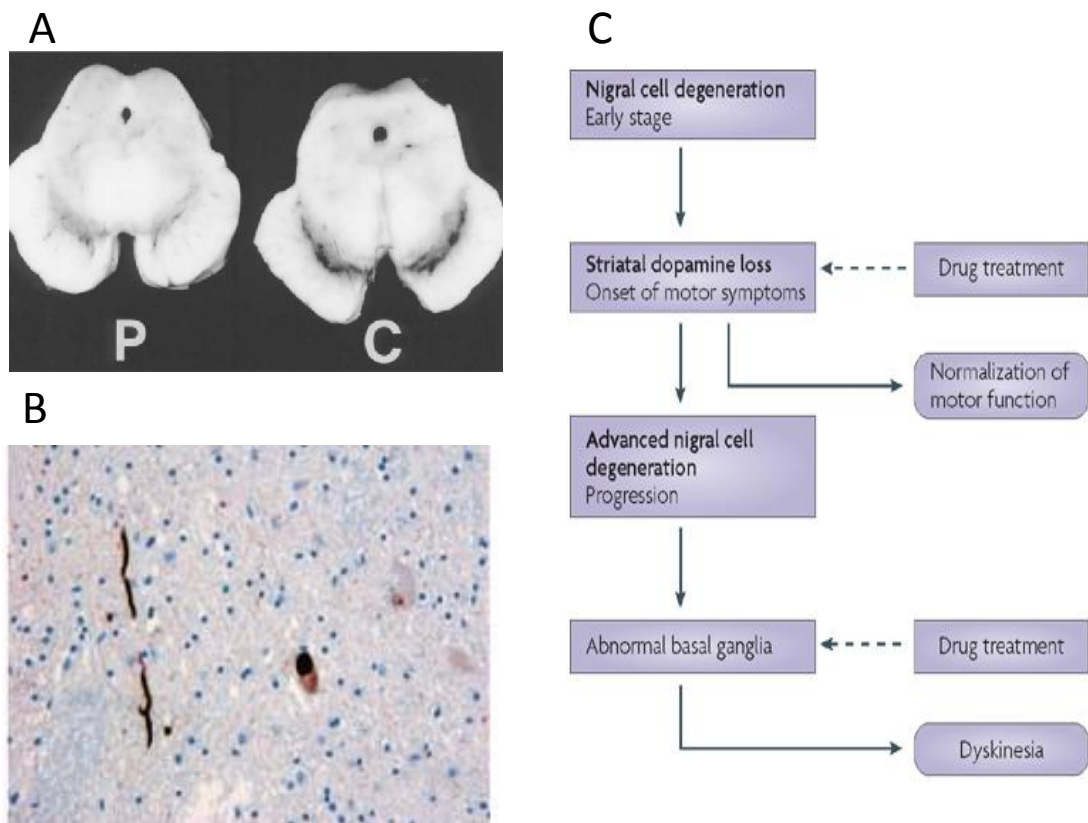 A
P
C
B
C
Nigral cell degeneration
Early stage
Striatal dopamine loss
Onset of motor symptoms
Drug treatment
Normalization of
motor function
Advanced nigral cell
degeneration
Progression
Abnormal basal ganglia
Drug treatment
Dyskinesia